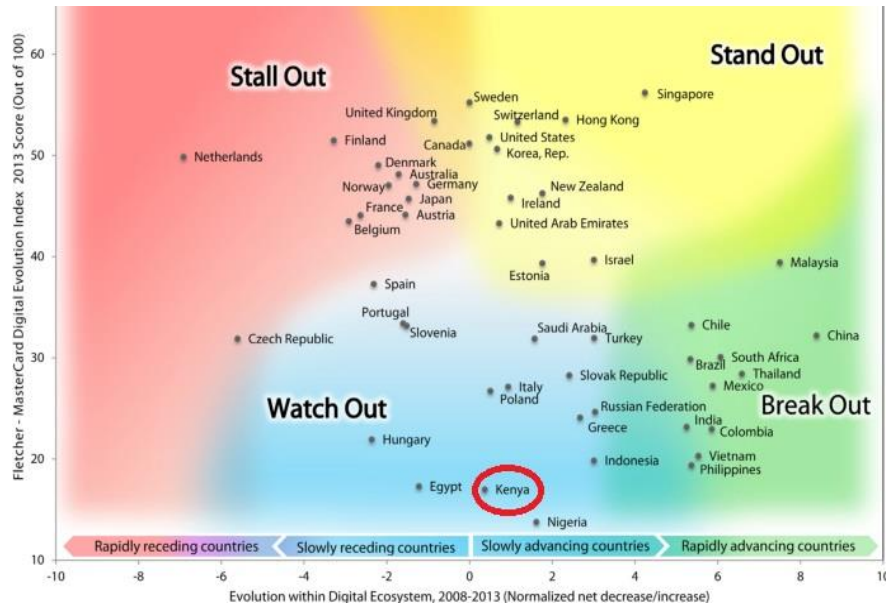 Fletcher - MasterCard Digital Evolution Index 2013 Score (Out of 100)
60
50
40
30
20
10
Stall Out
Stand Out
Watch Out
Break Out
Sweden
Singapore
United Kingdom
Switzerland
Hong Kong
Finland
Canada
United States
Netherlands
Korea, Rep.
Denmark
Australia
Norway
Germany
New Zealand
Japan
Ireland
France
Austria
Belgium
United Arab Emirates
Israel
Malaysia
Estonia
Spain
Portugal
Slovenia
Saudi Arabia
Chile
Czech Republic
Turkey
China
Brazil
South Africa
Slovak Republic
Thailand
Italy
Mexico
Poland
Russian Federation
Greece
India
Colombia
Hungary
Indonesia
Vietnam
Philippines
Egypt
Kenya
Nigeria
Rapidly receding countries
Slowly receding countries
Slowly advancing countries
Rapidly advancing countries
-10
-8
-6
-4
-2
0
2
4
6
8
10
Evolution within Digital Ecosystem, 2008-2013 (Normalized net decrease/increase)